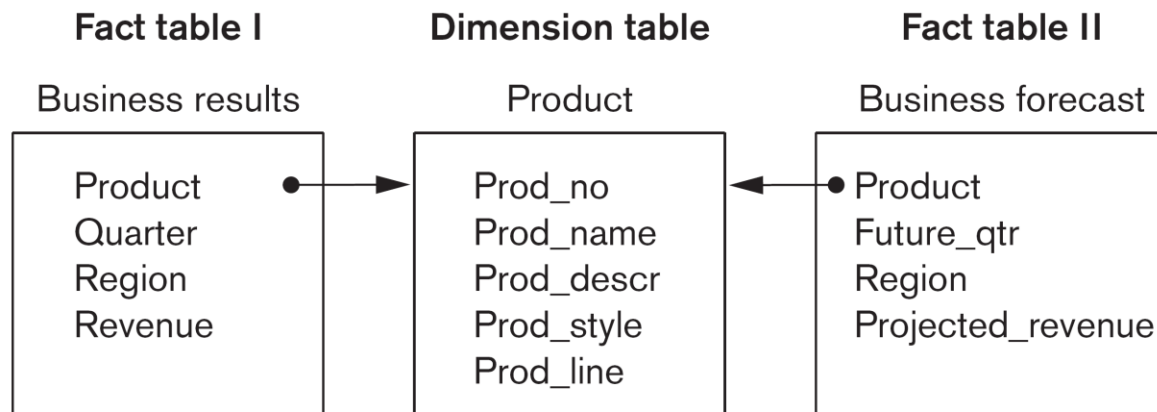 Fact table I
Business results
Product
Quarter
Region
Revenue
Dimension table
Product
Prod_no
Prod_name
Prod_descr
Prod_style
Prod_line
Fact table II
Business forecast
Product
Future_qtr
Region
Projected_revenue